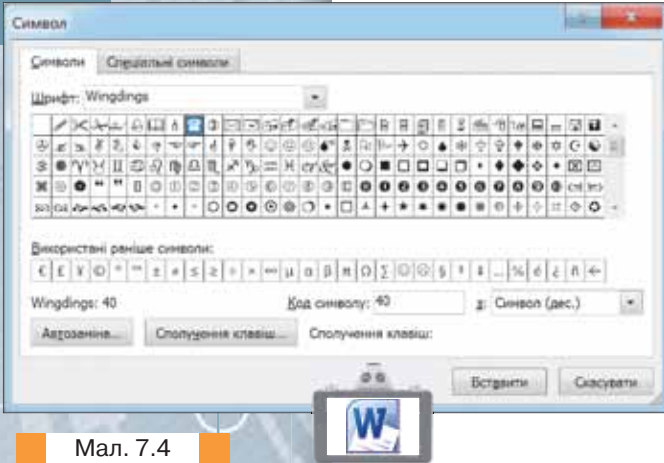 Символ
Символи Спеціальні символи
Шрифт: Wingdings
Використані раніше символи:
€ £ ¥ © ® ™ ± ≠ ≤ ≥ ÷ × ∞ µ α β π Ω ∑ ☺ ☹ § † ‡ … ‰
Wingdings: 40 Код символу: 40 з: Символ (дес.)
Автозаміна... Сполучення клавіш... Сполучення клавіш:
Вставити Скасувати
W
Мал. 7.4